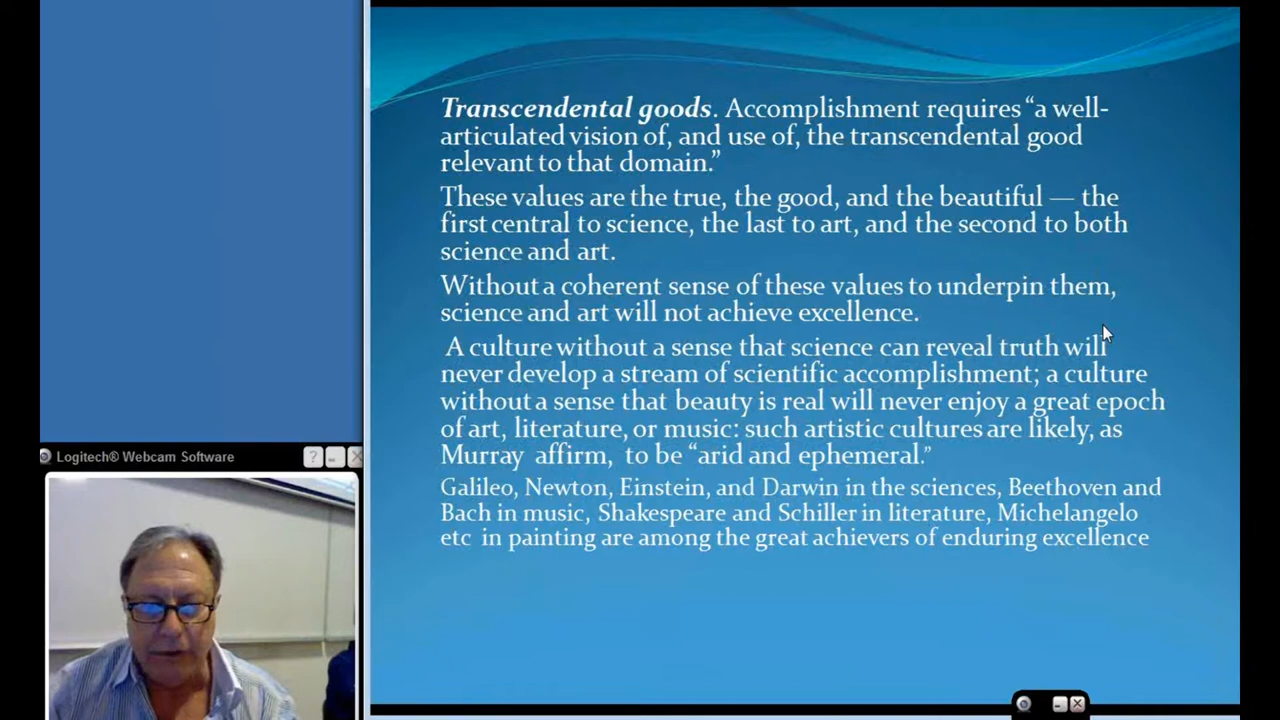 Transcendental goods. Accomplishment requires “a well-
articulated vision of, and use of, the transcendental good
relevant to that domain.”
These values are the true, the good, and the beautiful — the
first central to science, the last to art, and the second to both
science and art.
Without a coherent sense of these values to underpin them,
science and art will not achieve excellence.
A culture without a sense that science can reveal truth will
never develop a stream of scientific accomplishment; a culture
without a sense that beauty is real will never enjoy a great epoch
of art, literature, or music: such artistic cultures are likely, as
Murray affirm, to be “arid and ephemeral.”
Galileo, Newton, Einstein, and Darwin in the sciences, Beethoven and
Bach in music, Shakespeare and Schiller in literature, Michelangelo
etc in painting are among the great achievers of enduring excellence
Logitech® Webcam Software